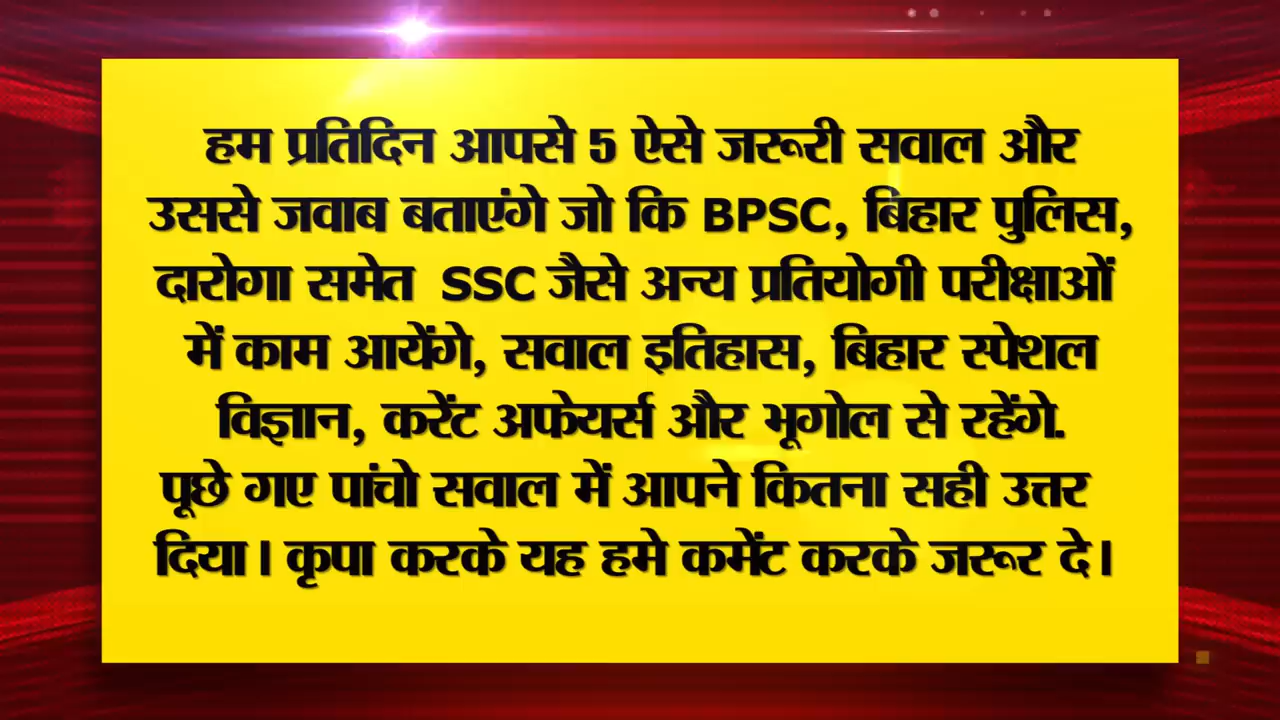 हम प्रतिदिन आपसे 5 ऐसे जरूरी सवाल और
उससे जवाब बताएंगे जो कि BPSC, बिहार पुलिस,
दारोगा समेत SSC जैसे अन्य प्रतियोगी परीक्षाओं
में काम आयेंगे, सवाल इतिहास, बिहार स्पेशल
विज्ञान, करेंट अफेयर्स और भूगोल से रहेंगे.
पूछे गए पांचो सवाल में आपने कितना सही उत्तर
दिया। कृपा करके यह हमे कमेंट करके जरूर दे।